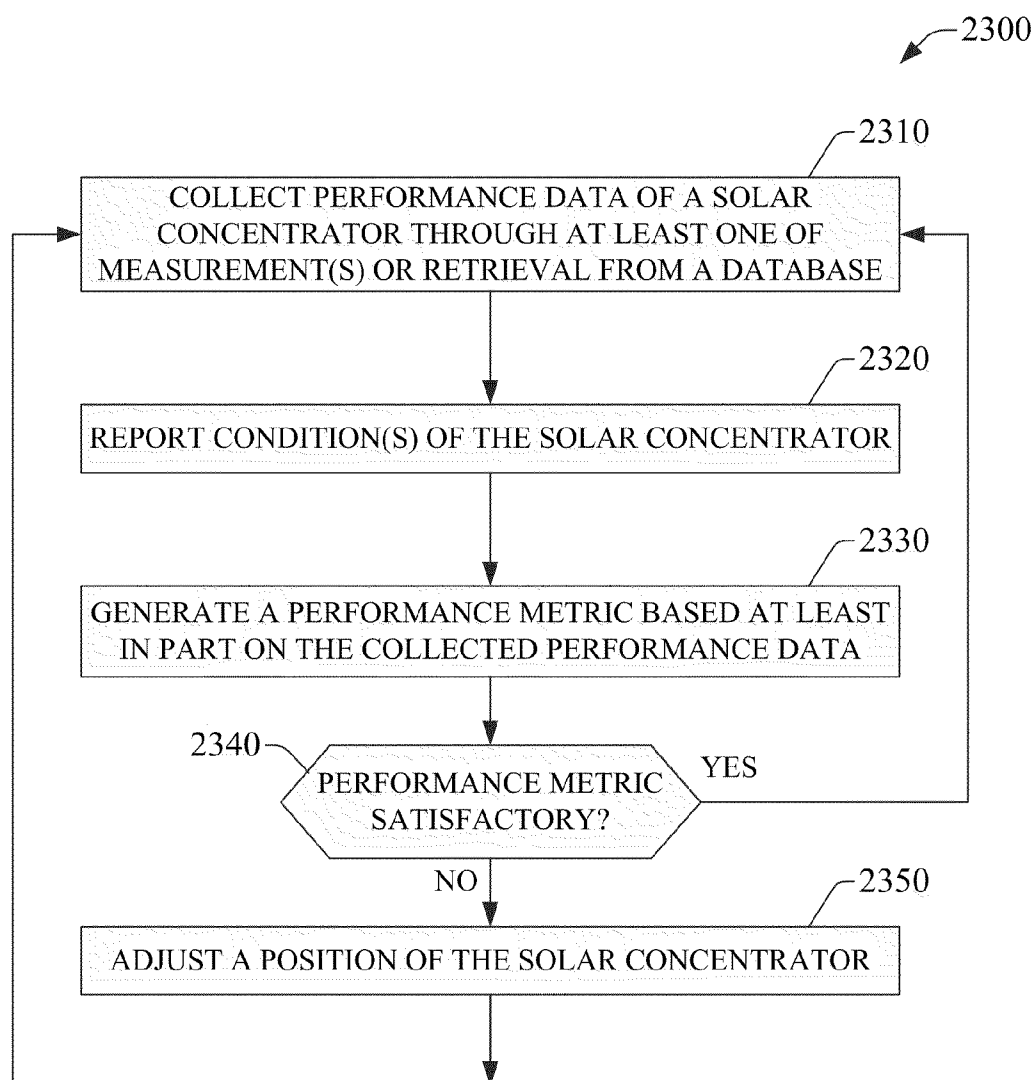 2300
2310
COLLECT PERFORMANCE DATA OF A SOLAR
CONCENTRATOR THROUGH AT LEAST ONE OF
MEASUREMENT(S) OR RETRIEVAL FROM A DATABASE
2320
REPORT CONDITION(S) OF THE SOLAR CONCENTRATOR
2330
GENERATE A PERFORMANCE METRIC BASED AT LEAST
IN PART ON THE COLLECTED PERFORMANCE DATA
2340
PERFORMANCE METRIC
SATISFACTORY?
YES
NO
2350
ADJUST A POSITION OF THE SOLAR CONCENTRATOR